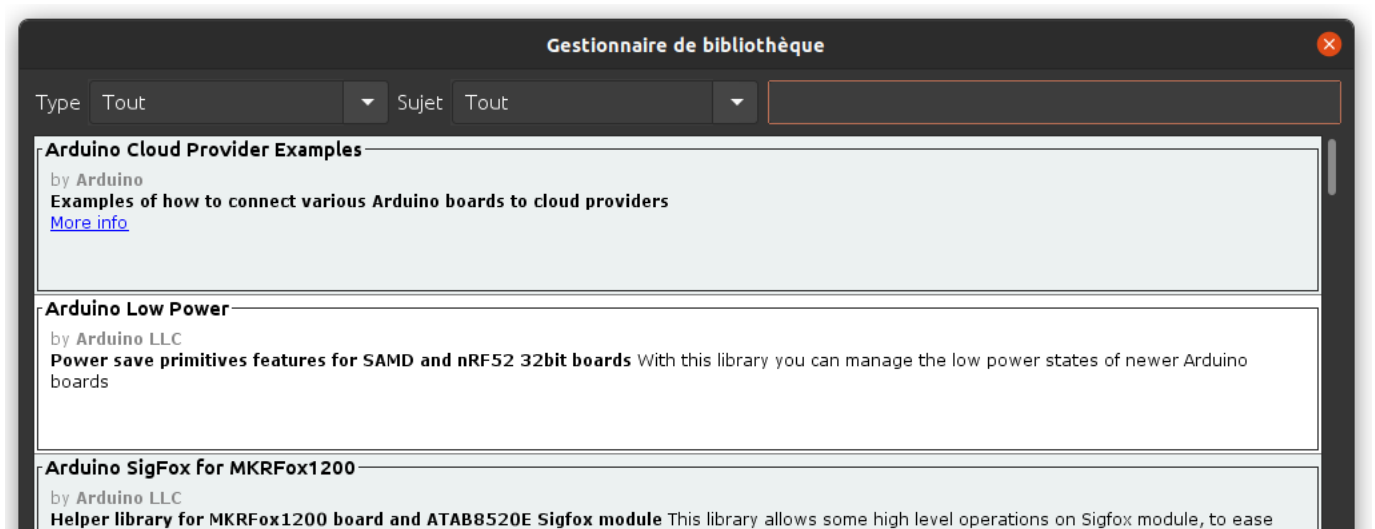 Gestionnaire de bibliothèque
Type Tout Sujet Tout
Arduino Cloud Provider Examples
by Arduino
Examples of how to connect various Arduino boards to cloud providers
More info
Arduino Low Power
by Arduino LLC
Power save primitives features for SAMD and nRF52 32bit boards With this library you can manage the low power states of newer Arduino
boards
Arduino SigFox for MKRFox1200
by Arduino LLC
Helper library for MKRFox1200 board and ATAB8520E Sigfox module This library allows some high level operations on Sigfox module, to ease